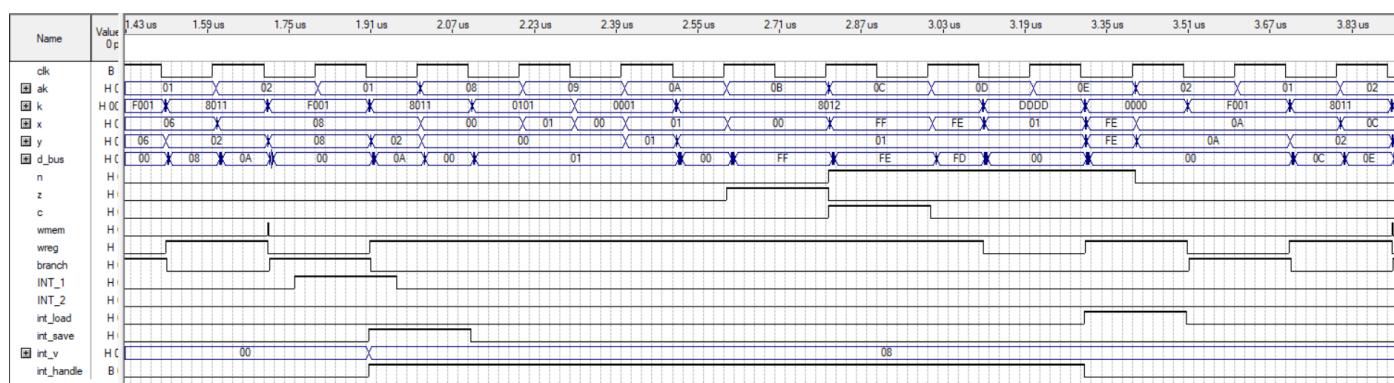 Name Value 0 p 1.43 us 1.59 us 1.75 us 1.91 us 2.07 us 2.23 us 2.39 us 2.55 us 2.71 us 2.87 us 3.03 us 3.19 us 3.35 us 3.51 us 3.67 us 3.83 us
clk B
ak H 0 01 02 01 02 08 09 0A 0B 0C 0D 0E 02 01 02
k H 00 F001 8011 F001 8011 0101 0001 8012 DDDD 0000 F001 8011
x H 06 08 00 01 00 01 00 FF FE 01 FE 0A 0C
y H 06 02 08 02 00 01 01 FE 0A 02
d_bus H 00 08 0A 00 0A 00 01 00 FF FE FD 00 00 0C 0E
n H
z H
c H
wmem H
wreg H
branch H
INT_1 H
INT_2 H
int_load H
int_save H
int_v H 00 08
int_handle B